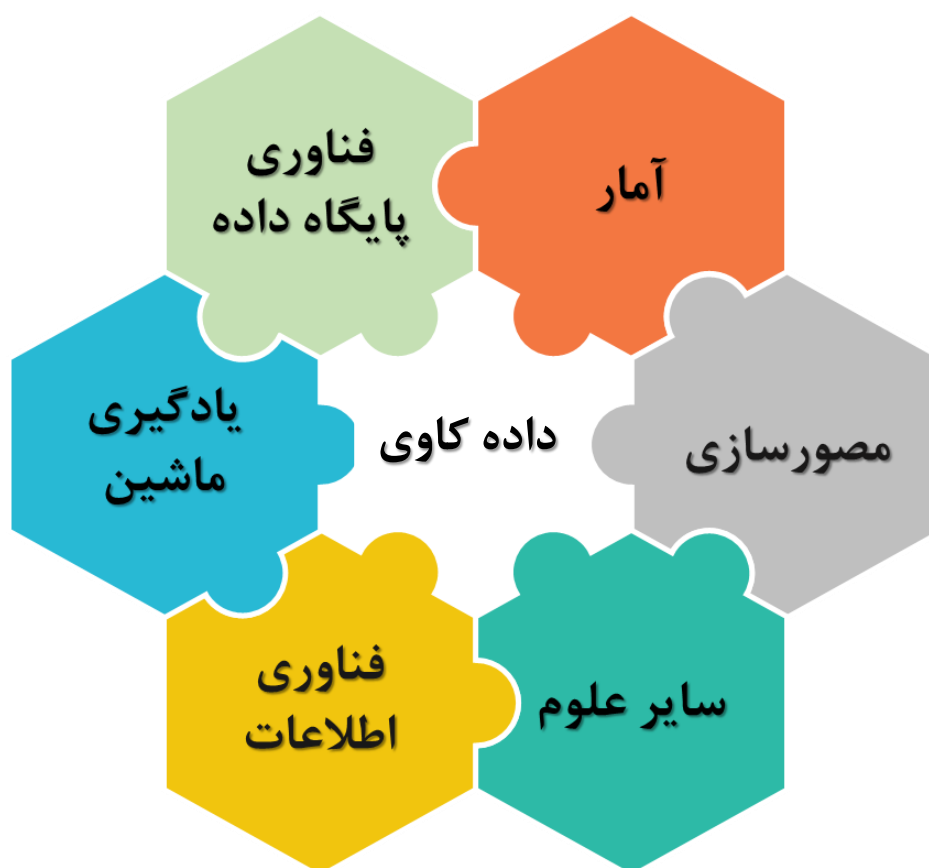 آمار
فناوری
پایگاه داده
مصورسازی
داده کاوی
یادگیری
ماشین
سایر علوم
فناوری
اطلاعات